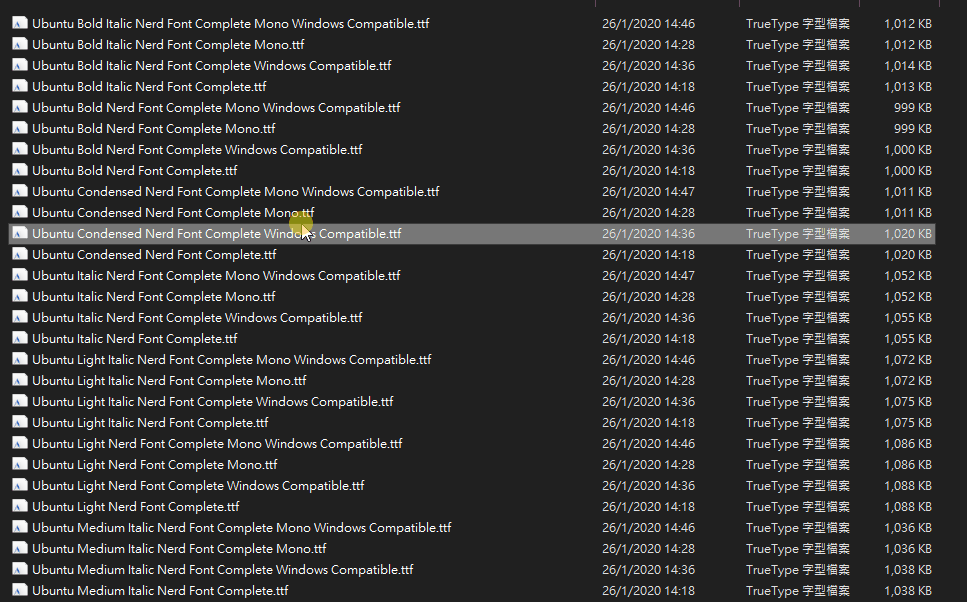 Ubuntu Bold Italic Nerd Font Complete Mono Windows Compatible.ttf 26/1/2020 14:46 TrueType 字型檔案 1,012 KB
Ubuntu Bold Italic Nerd Font Complete Mono.ttf 26/1/2020 14:28 TrueType 字型檔案 1,012 KB
Ubuntu Bold Italic Nerd Font Complete Windows Compatible.ttf 26/1/2020 14:36 TrueType 字型檔案 1,014 KB
Ubuntu Bold Italic Nerd Font Complete.ttf 26/1/2020 14:18 TrueType 字型檔案 1,013 KB
Ubuntu Bold Nerd Font Complete Mono Windows Compatible.ttf 26/1/2020 14:46 TrueType 字型檔案 999 KB
Ubuntu Bold Nerd Font Complete Mono.ttf 26/1/2020 14:28 TrueType 字型檔案 999 KB
Ubuntu Bold Nerd Font Complete Windows Compatible.ttf 26/1/2020 14:36 TrueType 字型檔案 1,000 KB
Ubuntu Bold Nerd Font Complete.ttf 26/1/2020 14:18 TrueType 字型檔案 1,000 KB
Ubuntu Condensed Nerd Font Complete Mono Windows Compatible.ttf 26/1/2020 14:47 TrueType 字型檔案 1,011 KB
Ubuntu Condensed Nerd Font Complete Mono.ttf 26/1/2020 14:28 TrueType 字型檔案 1,011 KB
Ubuntu Condensed Nerd Font Complete Windows Compatible.ttf 26/1/2020 14:36 TrueType 字型檔案 1,020 KB
Ubuntu Condensed Nerd Font Complete.ttf 26/1/2020 14:18 TrueType 字型檔案 1,020 KB
Ubuntu Italic Nerd Font Complete Mono Windows Compatible.ttf 26/1/2020 14:47 TrueType 字型檔案 1,052 KB
Ubuntu Italic Nerd Font Complete Mono.ttf 26/1/2020 14:28 TrueType 字型檔案 1,052 KB
Ubuntu Italic Nerd Font Complete Windows Compatible.ttf 26/1/2020 14:36 TrueType 字型檔案 1,055 KB
Ubuntu Italic Nerd Font Complete.ttf 26/1/2020 14:18 TrueType 字型檔案 1,055 KB
Ubuntu Light Italic Nerd Font Complete Mono Windows Compatible.ttf 26/1/2020 14:46 TrueType 字型檔案 1,072 KB
Ubuntu Light Italic Nerd Font Complete Mono.ttf 26/1/2020 14:28 TrueType 字型檔案 1,072 KB
Ubuntu Light Italic Nerd Font Complete Windows Compatible.ttf 26/1/2020 14:36 TrueType 字型檔案 1,075 KB
Ubuntu Light Italic Nerd Font Complete.ttf 26/1/2020 14:18 TrueType 字型檔案 1,075 KB
Ubuntu Light Nerd Font Complete Mono Windows Compatible.ttf 26/1/2020 14:46 TrueType 字型檔案 1,086 KB
Ubuntu Light Nerd Font Complete Mono.ttf 26/1/2020 14:28 TrueType 字型檔案 1,086 KB
Ubuntu Light Nerd Font Complete Windows Compatible.ttf 26/1/2020 14:36 TrueType 字型檔案 1,088 KB
Ubuntu Light Nerd Font Complete.ttf 26/1/2020 14:18 TrueType 字型檔案 1,088 KB
Ubuntu Medium Italic Nerd Font Complete Mono Windows Compatible.ttf 26/1/2020 14:46 TrueType 字型檔案 1,036 KB
Ubuntu Medium Italic Nerd Font Complete Mono.ttf 26/1/2020 14:28 TrueType 字型檔案 1,036 KB
Ubuntu Medium Italic Nerd Font Complete Windows Compatible.ttf 26/1/2020 14:36 TrueType 字型檔案 1,038 KB
Ubuntu Medium Italic Nerd Font Complete.ttf 26/1/2020 14:18 TrueType 字型檔案 1,038 KB